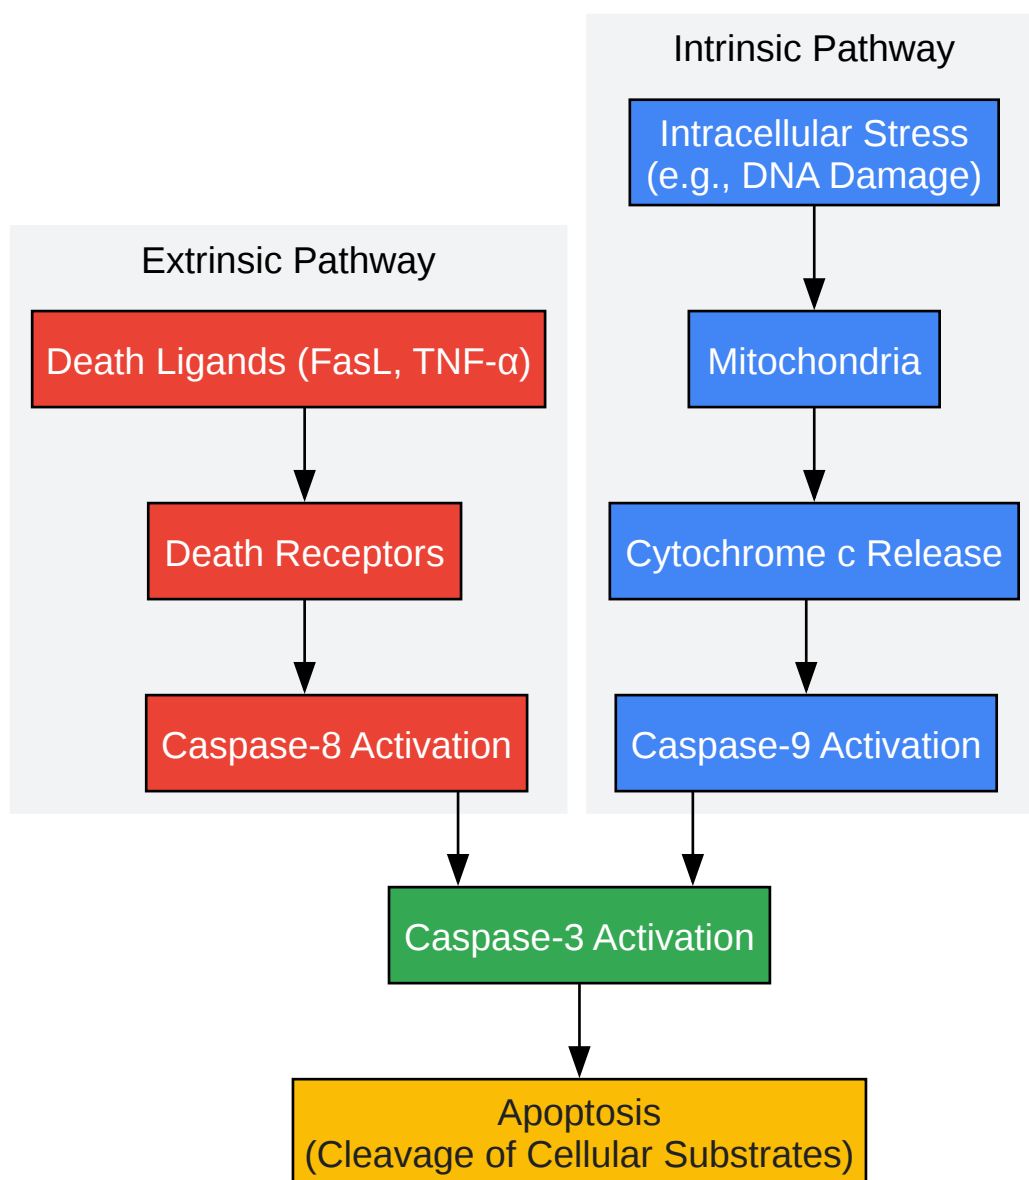 Intrinsic Pathway
Intracellular Stress
(e.g., DNA Damage)
Extrinsic Pathway
Death Ligands (FasL, TNF-α)
Mitochondria
Death Receptors
Cytochrome c Release
Caspase-8 Activation
Caspase-9 Activation
Caspase-3 Activation
Apoptosis
(Cleavage of Cellular Substrates)